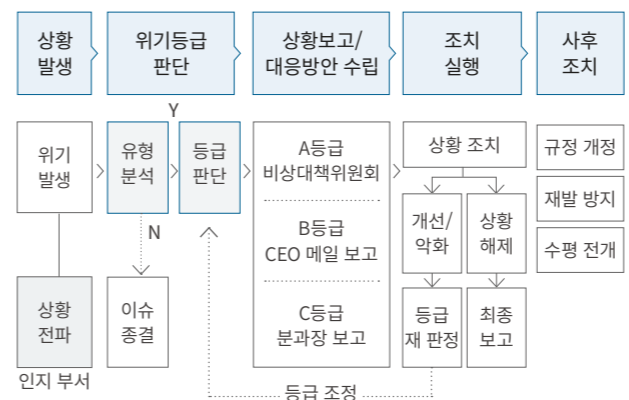 상황
발생
위기등급
판단
상황보고/
대응방안 수립
조치
실행
사후
조치
Y
위기
발생
유형
분석
등급
판단
N
상황
전파
인지 부서
이슈
종결
A등급
비상대책위원회
B등급
CEO 메일 보고
C등급
분과장 보고
상황 조치
개선/
악화
상황
해제
등급
재 판정
최종
보고
규정 개정
재발 방지
수평 전개
등급 조정